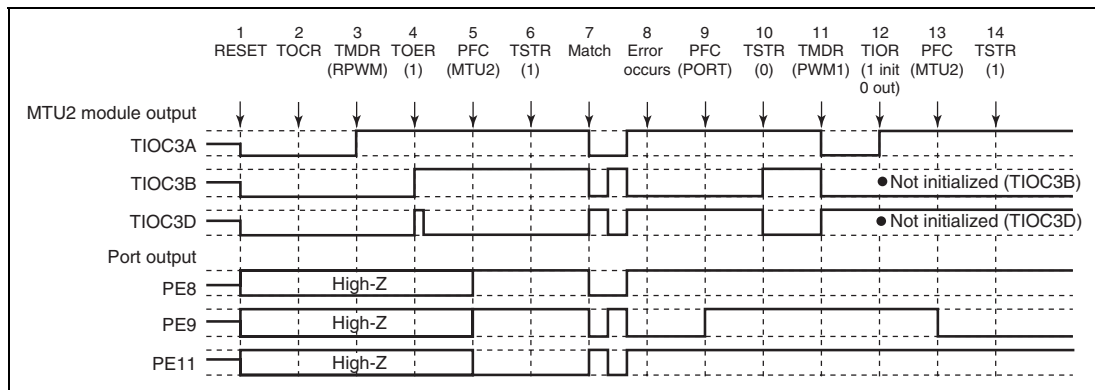 1 2 3 4 5 6 7 8 9 10 11 12 13 14
RESET TOCR TMDR TOER PFC TSTR Match Error PFC TSTR TMDR TIOR PFC TSTR
(RPWM) (1) (MTU2) (1) occurs (PORT) (0) (PWM1) (1 init (MTU2) (1)
0 out)
MTU2 module output
TIOC3A
TIOC3B ● Not initialized (TIOC3B)
TIOC3D ● Not initialized (TIOC3D)
Port output
PE8 High-Z
PE9 High-Z
PE11 High-Z